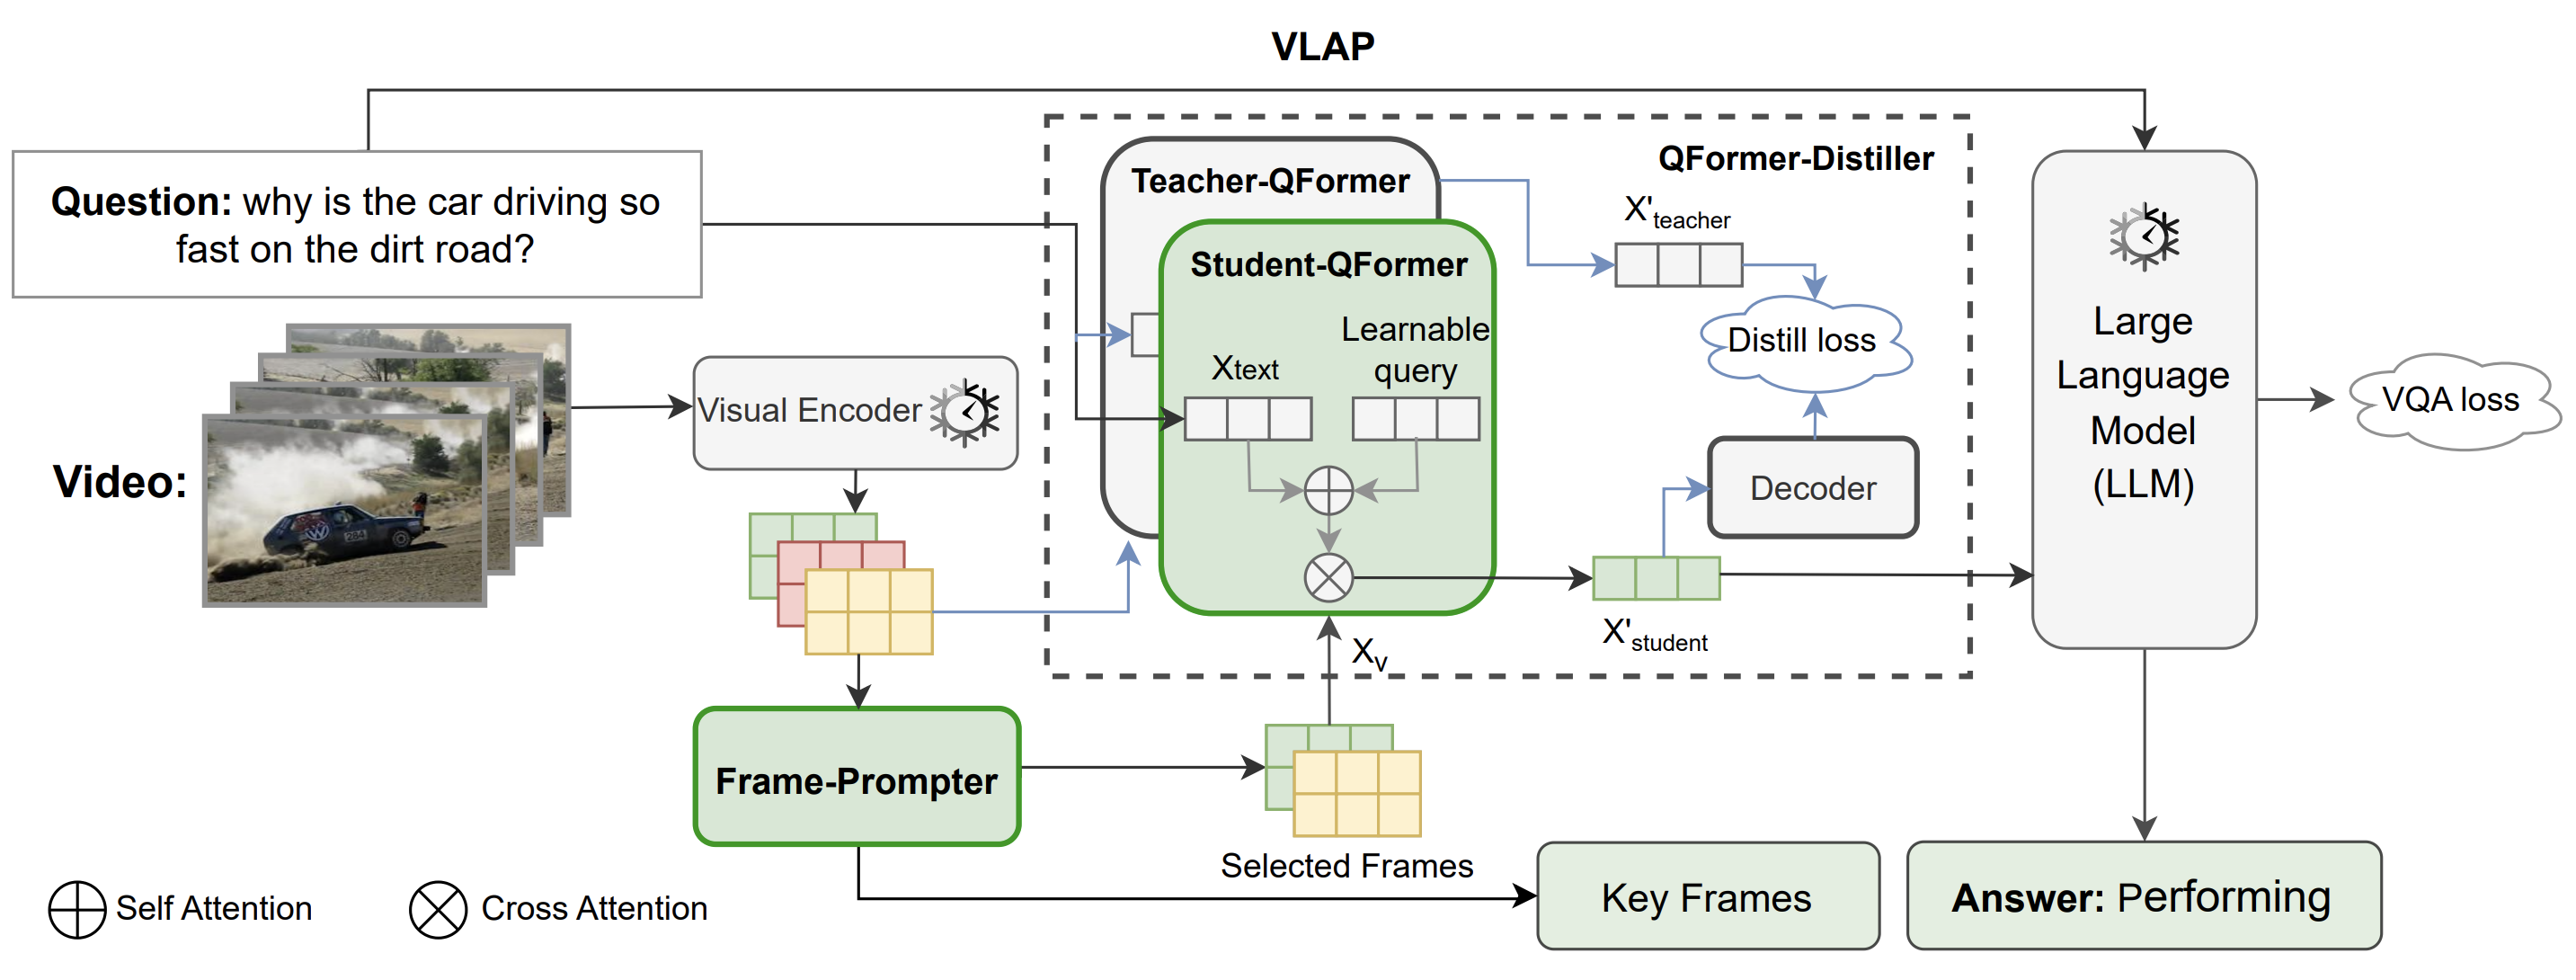 VLAP
Question: why is the car driving so
fast on the dirt road?
Video:
284
Visual Encoder
Frame-Prompter
Self Attention
Cross Attention
Teacher-QFormer
Student-QFormer
Xtext
Learnable
query
Xv
Selected Frames
QFormer-Distiller
X'teacher
Distill loss
Decoder
X'student
Key Frames
Large
Language
Model
(LLM)
VQA loss
Answer: Performing